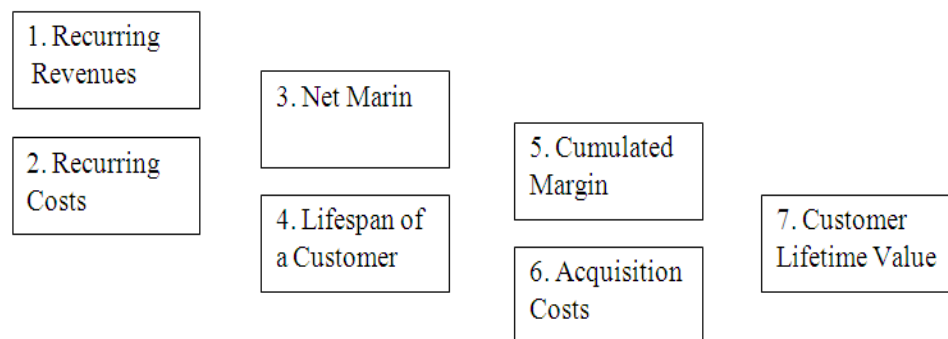 1. Recurring
Revenues
2. Recurring
Costs
3. Net Marin
4. Lifespan of
a Customer
5. Cumulated
Margin
6. Acquisition
Costs
7. Customer
Lifetime Value